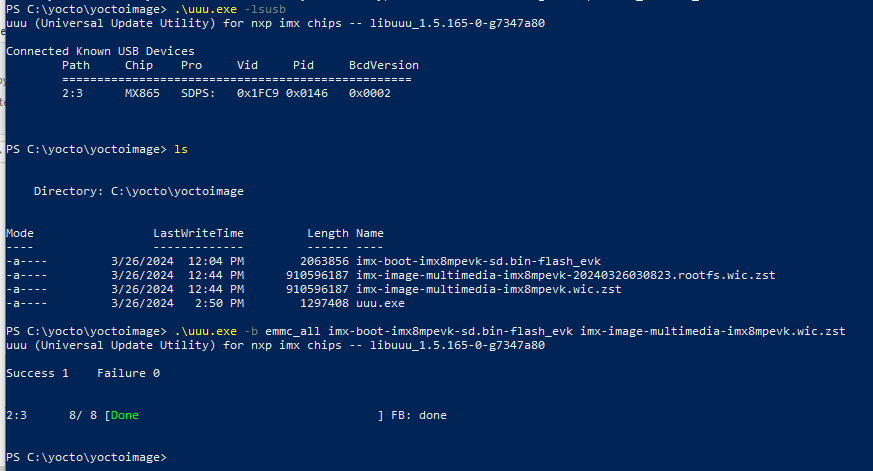 PS C:\yocto\yoctoimage> .\uuu.exe -lsusb
uuu (Universal Update Utility) for nxp imx chips -- libuuu_1.5.165-0-g7347a80
Connected Known USB Devices
Path Chip Pro Vid Pid BcdVersion
==================================================
2:3 MX865 SDPS: 0x1FC9 0x0146 0x0002
PS C:\yocto\yoctoimage> ls
Directory: C:\yocto\yoctoimage
Mode LastWriteTime Length Name
---- ------------- ------ ----
-a---- 3/26/2024 12:04 PM 2063856 imx-boot-imx8mpevk-sd.bin-flash_evk
-a---- 3/26/2024 12:44 PM 910596187 imx-image-multimedia-imx8mpevk-20240326030823.rootfs.wic.zst
-a---- 3/26/2024 12:44 PM 910596187 imx-image-multimedia-imx8mpevk.wic.zst
-a---- 3/26/2024 2:50 PM 1297408 uuu.exe
PS C:\yocto\yoctoimage> .\uuu.exe -b emmc_all imx-boot-imx8mpevk-sd.bin-flash_evk imx-image-multimedia-imx8mpevk.wic.zst
uuu (Universal Update Utility) for nxp imx chips -- libuuu_1.5.165-0-g7347a80
Success 1 Failure 0
2:3 8/ 8 [Done ] FB: done
PS C:\yocto\yoctoimage>